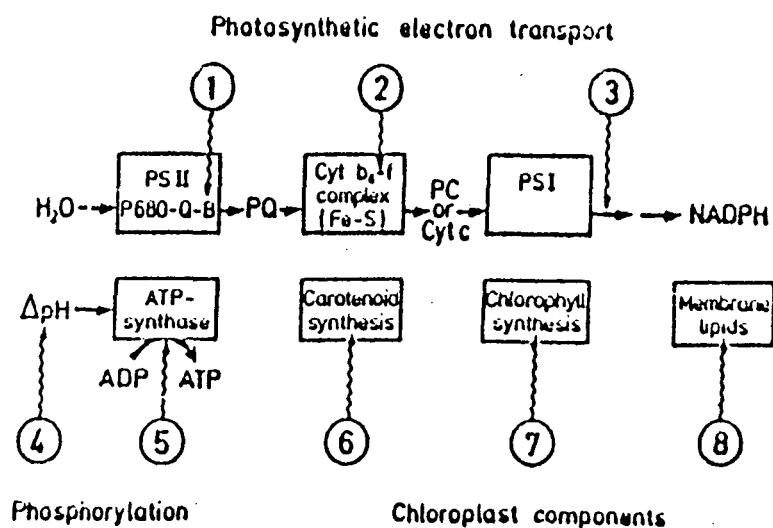 Photosynthetic electron transport
1 2 3
PS II
P680-Q-B
Cyt b₆-f
complex
(Fe-S)
PS I
H₂O
PQ
PC
or
Cyt c
NADPH
ΔpH
ATP-
synthase
Carotenoid
synthesis
Chlorophyll
synthesis
Membrane
lipids
ADP ATP
4 5 6 7 8
Phosphorylation
Chloroplast components